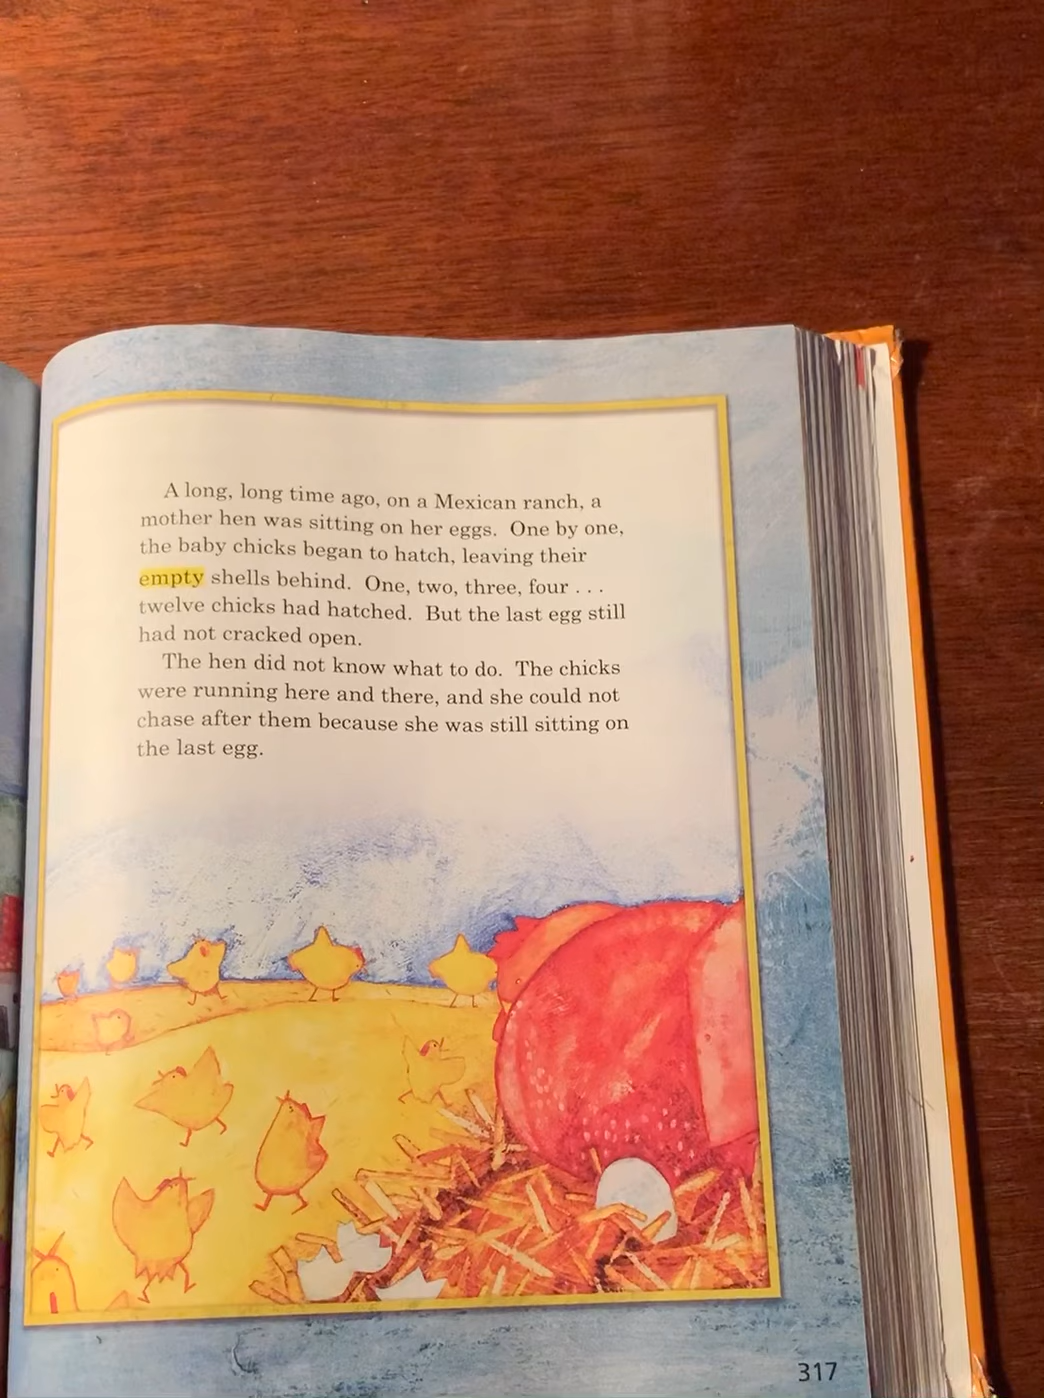 A long, long time ago, on a Mexican ranch, a
mother hen was sitting on her eggs. One by one,
the baby chicks began to hatch, leaving their
empty shells behind. One, two, three, four . . .
twelve chicks had hatched. But the last egg still
had not cracked open.
The hen did not know what to do. The chicks
were running here and there, and she could not
chase after them because she was still sitting on
the last egg.
317